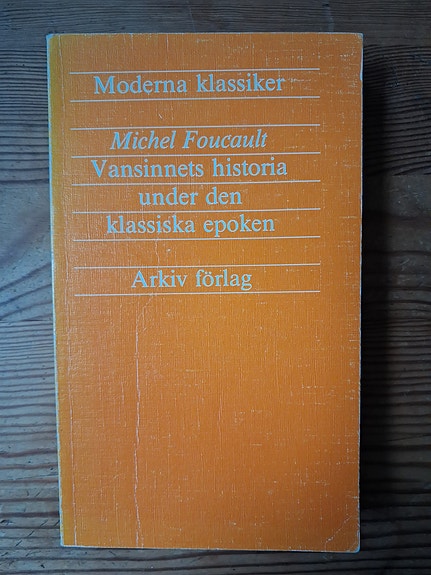 Moderna klassiker
Michel Foucault
Vansinnets historia
under den
klassiska epoken
Arkiv förlag